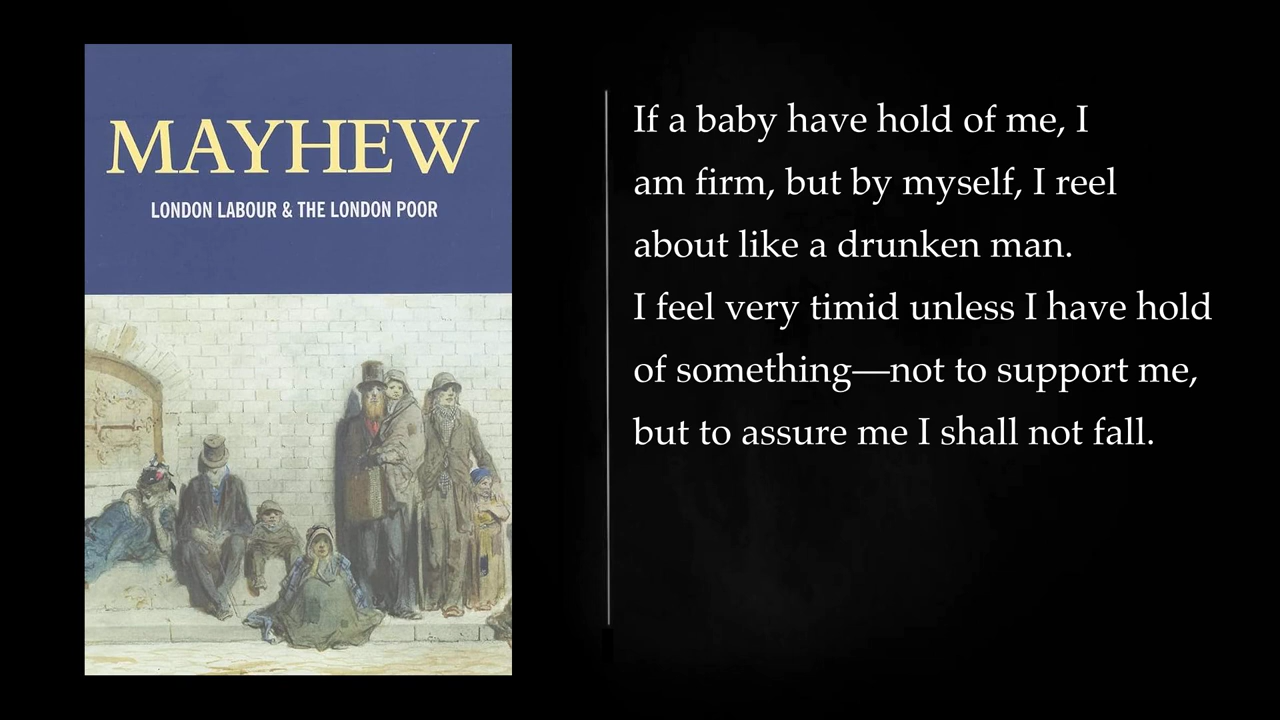 MAYHEW
LONDON LABOUR & THE LONDON POOR
If a baby have hold of me, I
am firm, but by myself, I reel
about like a drunken man.
I feel very timid unless I have hold
of something—not to support me,
but to assure me I shall not fall.